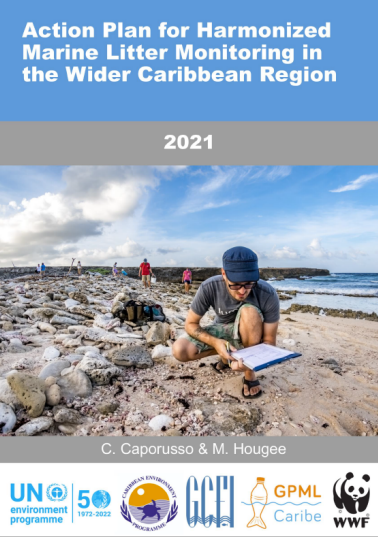 Action Plan for Harmonized
Marine Litter Monitoring in
the Wider Caribbean Region
2021
C. Caporusso & M. Hougee
UN
environment
programme
50
1972-2022
CARIBBEAN ENVIRONMENT
PROGRAMME
GCFI
GPML
Caribe
WWF